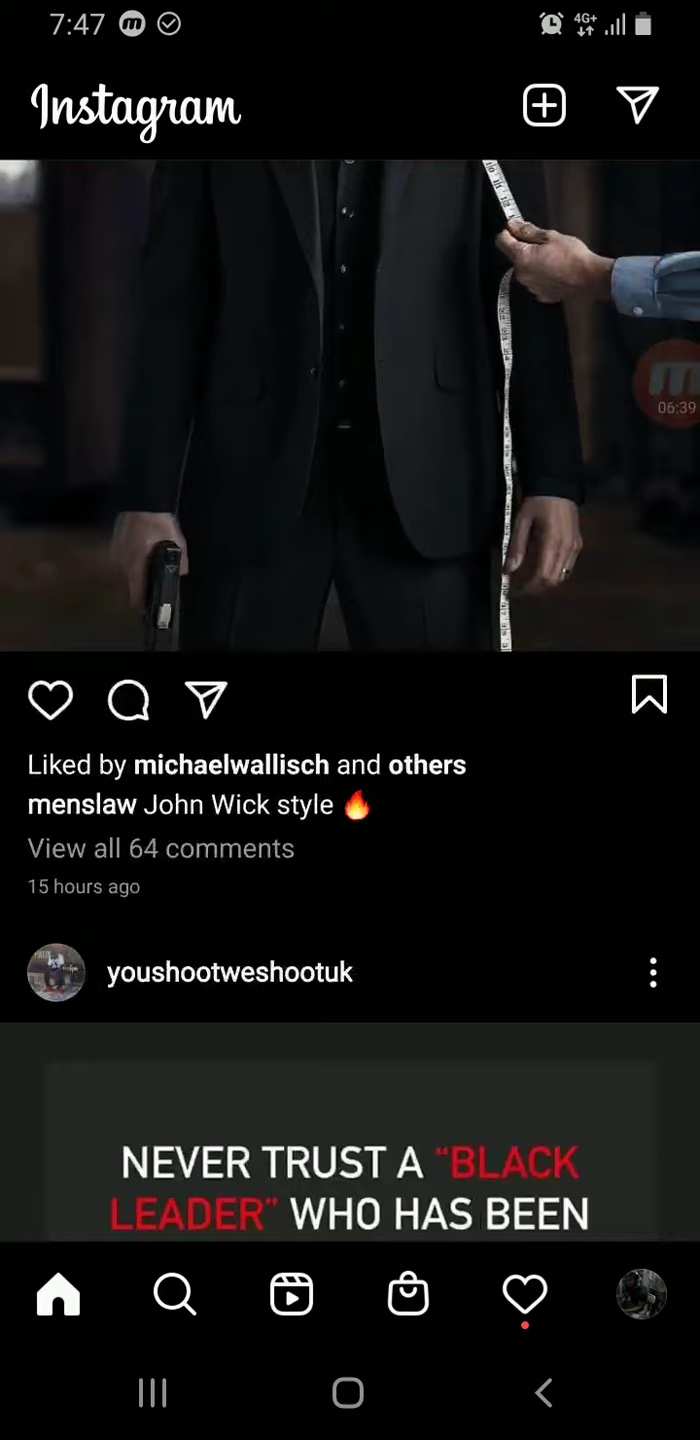 7:47
4G+
Instagram
06:39
Liked by michaelwallisch and others
menslaw John Wick style 🔥
View all 64 comments
15 hours ago
youshootweshootuk
NEVER TRUST A "BLACK
LEADER" WHO HAS BEEN